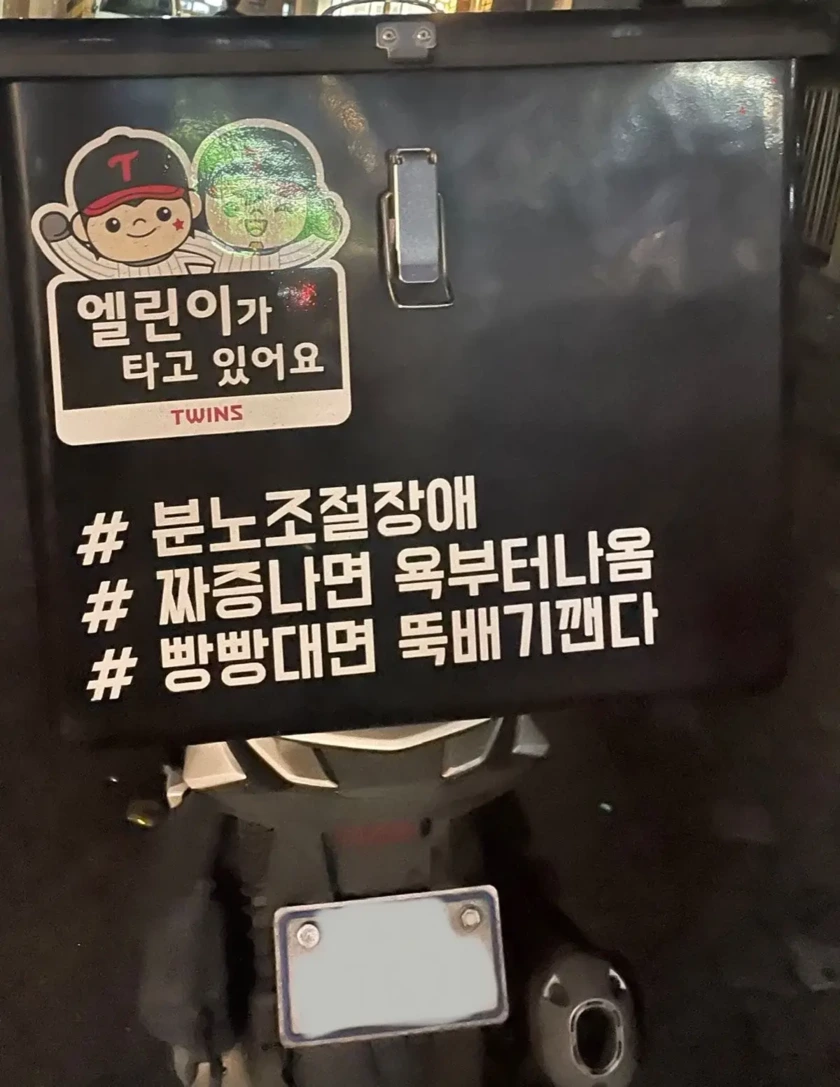 T
엘린이가
타고 있어요
TWINS
# 분노조절장애
# 짜증나면 욕부터나옴
# 빵빵대면 뚝배기깬다